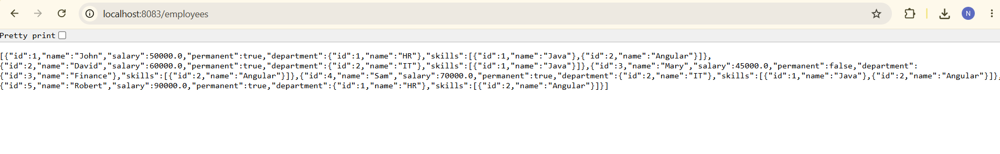 localhost:8083/employees
N
Pretty print
[{"id":1,"name":"John","salary":50000.0,"permanent":true,"department":{"id":1,"name":"HR"},"skills":[{"id":1,"name":"Java"},{"id":2,"name":"Angular"}]},
{"id":2,"name":"David","salary":60000.0,"permanent":true,"department":{"id":2,"name":"IT"},"skills":[{"id":1,"name":"Java"}]},{"id":3,"name":"Mary","salary":45000.0,"permanent":false,"department":
{"id":3,"name":"Finance"},"skills":[{"id":2,"name":"Angular"}]},{"id":4,"name":"Sam","salary":70000.0,"permanent":true,"department":{"id":2,"name":"IT"},"skills":[{"id":1,"name":"Java"},{"id":2,"name":"Angular"}]},
{"id":5,"name":"Robert","salary":90000.0,"permanent":true,"department":{"id":1,"name":"HR"},"skills":[{"id":2,"name":"Angular"}]}]